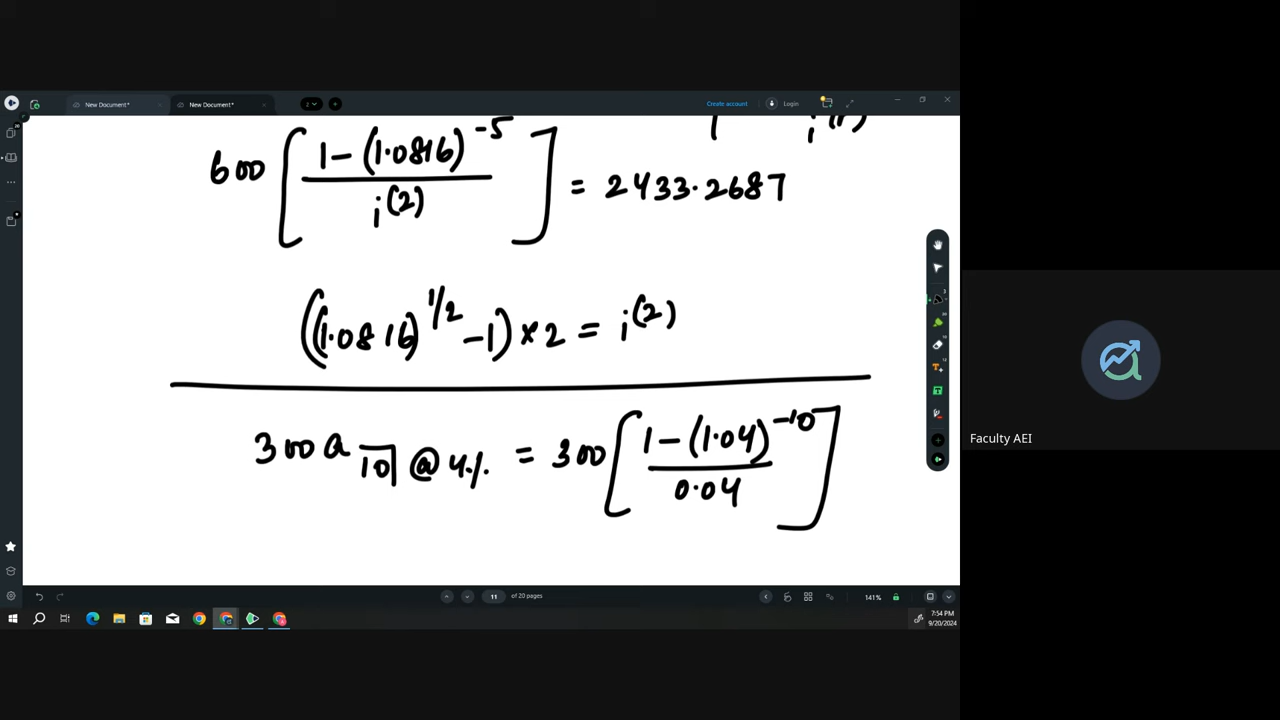 New Document*
New Document*
2
Create account
Login
600 [ (1 - (1.0816)^-5) / i^(2) ] = 2433.2687
((1.0816)^1/2 - 1) × 2 = i^(2)
300 a 10⌉ @ 4.%. = 300 [ (1 - (1.04)^-10) / 0.04 ]
Faculty AEI
11
of 20 pages
141%
7:54 PM
9/20/2024